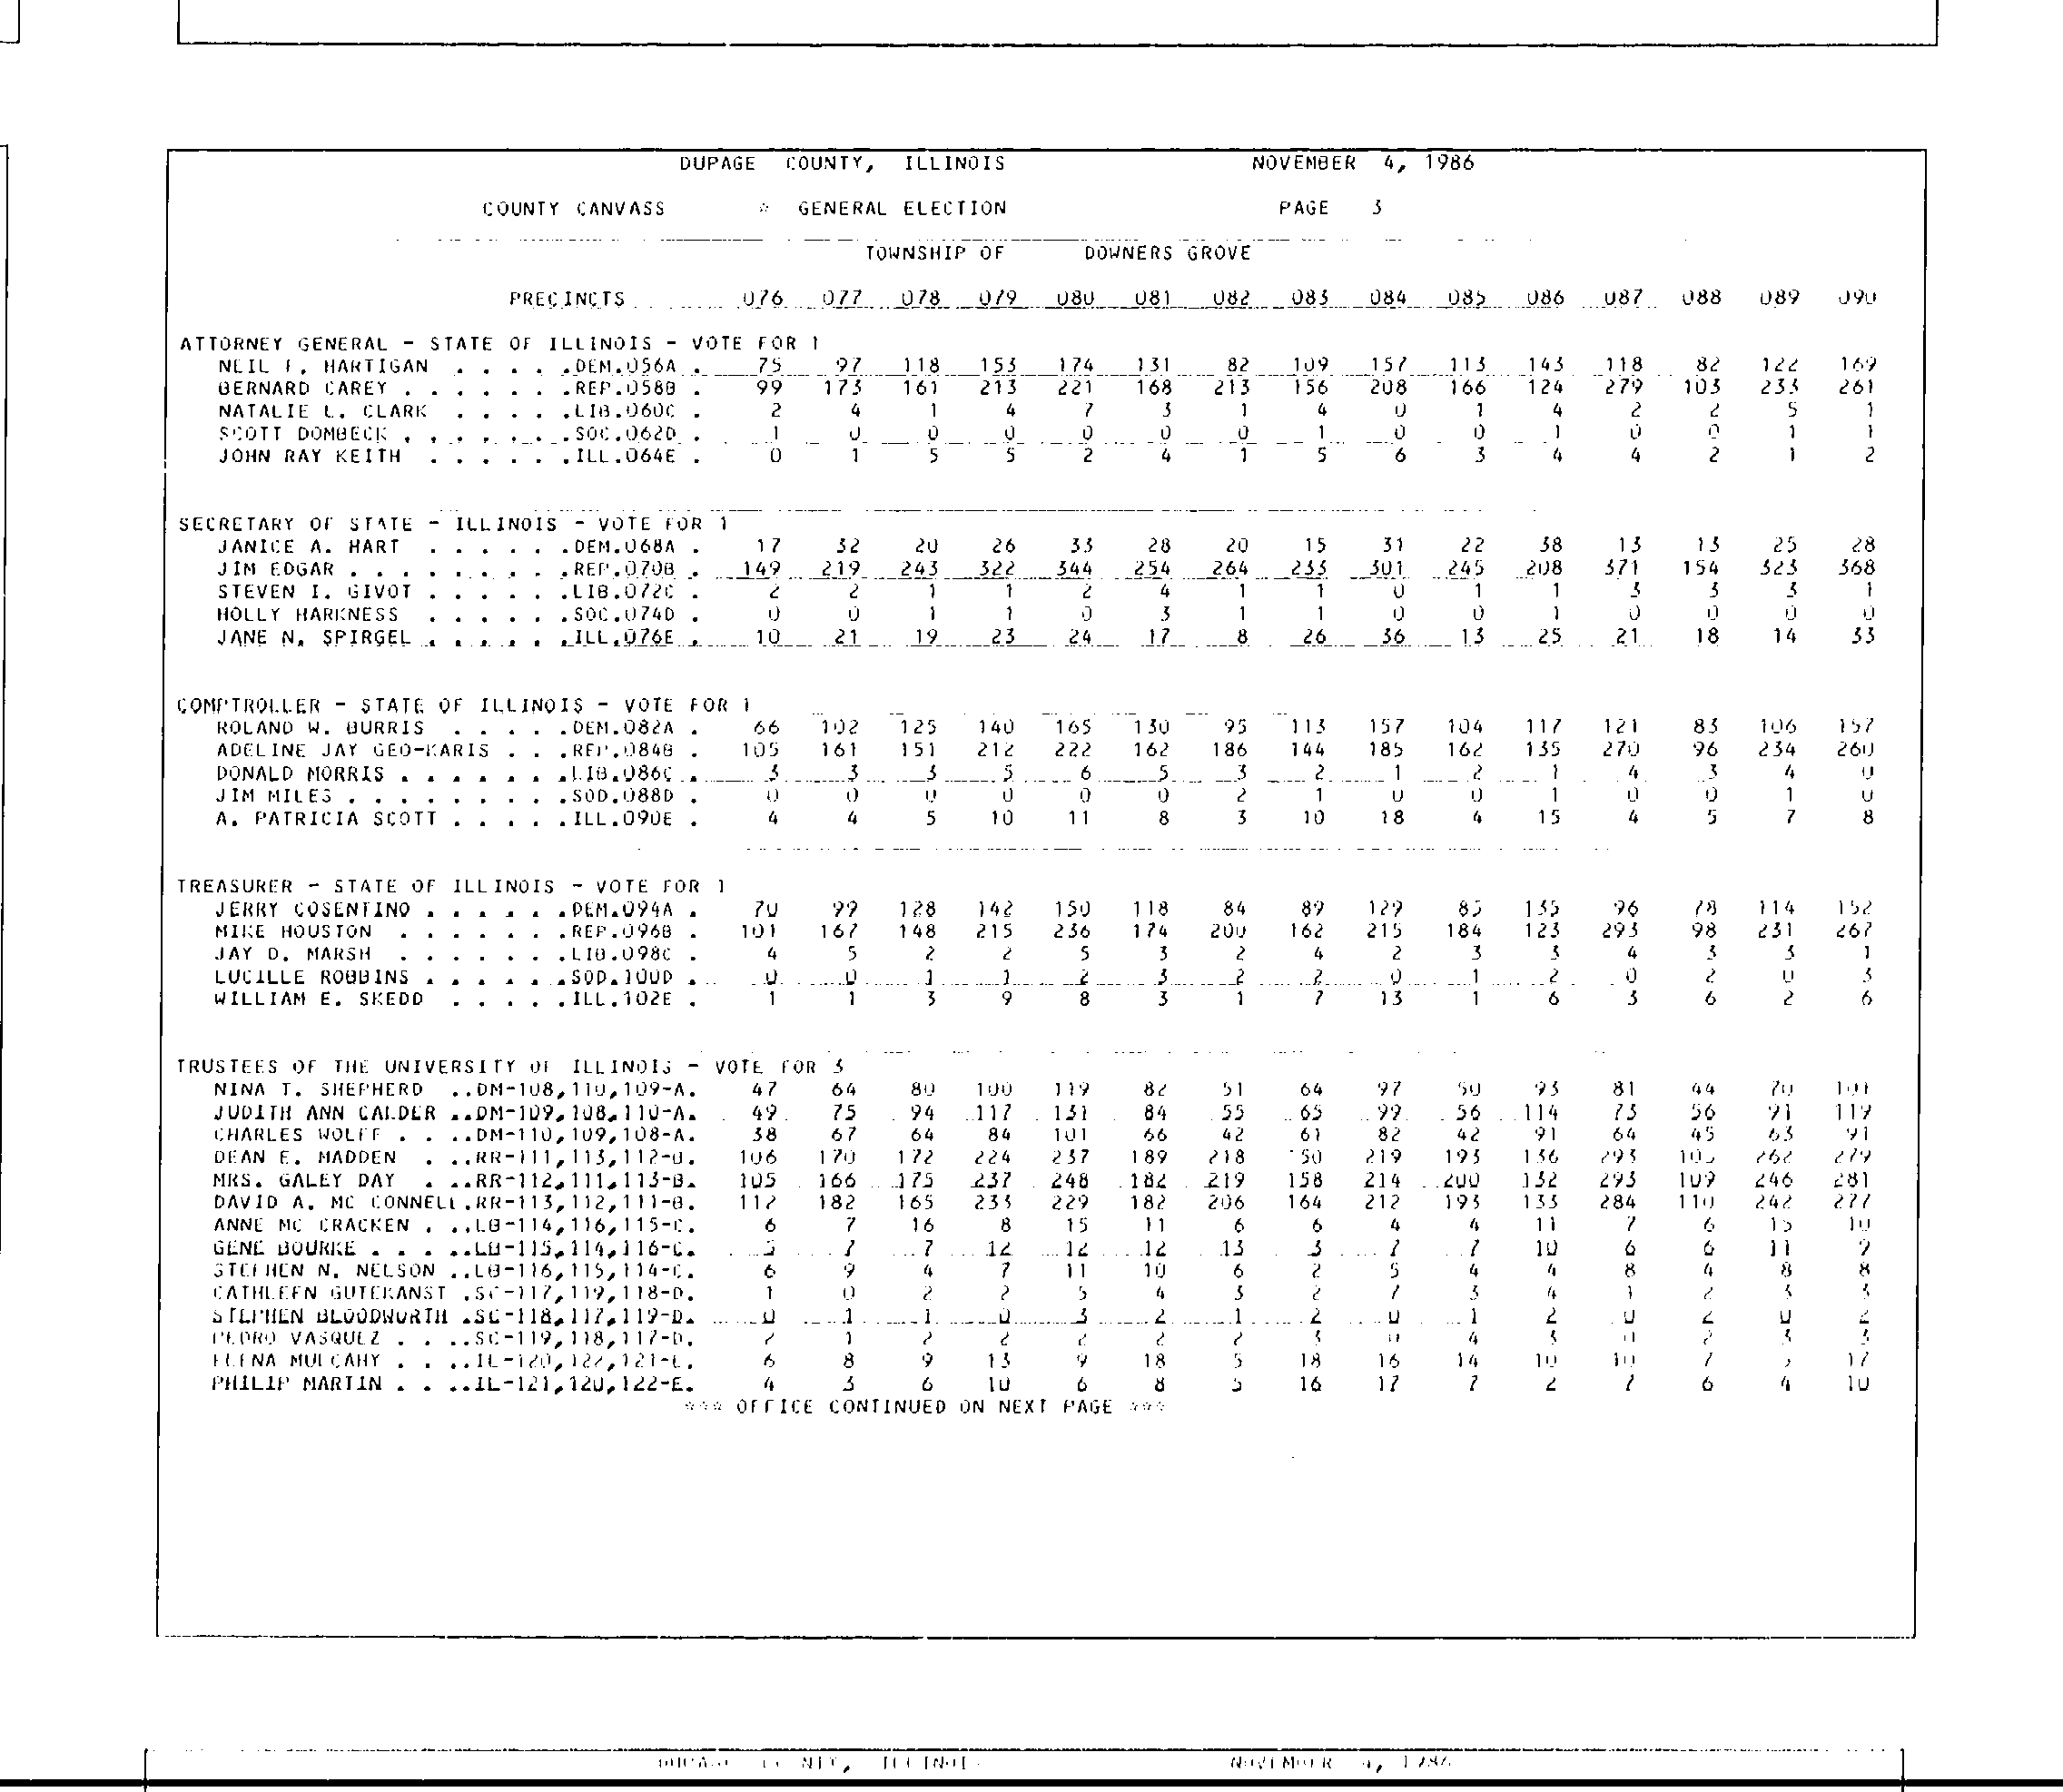 DUPAGE COUNTY, ILLINOIS NOVEMBER 4, 1986
COUNTY CANVASS * GENERAL ELECTION PAGE 3
TOWNSHIP OF DOWNERS GROVE
PRECINCTS 076 077 078 079 080 081 082 083 084 085 086 087 088 089 090
ATTORNEY GENERAL - STATE OF ILLINOIS - VOTE FOR 1
NEIL F. HARTIGAN . . . . .DEM.056A . 75 97 118 153 174 131 82 109 157 113 143 118 82 122 169
BERNARD CAREY . . . . . . .REP.058B . 99 173 161 213 221 168 213 156 208 166 124 279 103 233 261
NATALIE L. CLARK . . . . .LIB.060C . 2 4 1 4 7 3 1 4 0 1 4 2 2 5 1
SCOTT DOMBECK . . . . . . .SOC.062D . 1 0 0 0 0 0 0 1 0 0 1 0 0 1 1
JOHN RAY KEITH . . . . . .ILL.064E . 0 1 5 5 2 4 1 5 6 3 4 4 2 1 2
SECRETARY OF STATE - ILLINOIS - VOTE FOR 1
JANICE A. HART . . . . . .DEM.068A . 17 32 20 26 33 28 20 15 31 22 38 13 13 25 28
JIM EDGAR . . . . . . . . .REP.070B . 149 219 243 322 344 254 264 233 301 245 208 371 154 323 368
STEVEN I. GIVOT . . . . . .LIB.072C . 2 2 1 1 2 4 1 1 0 1 1 3 3 3 1
HOLLY HARKNESS . . . . . .SOC.074D . 0 0 1 1 0 3 1 1 0 0 1 0 0 0 0
JANE N. SPIRGEL . . . . . .ILL.076E . 10 21 19 23 24 17 8 26 36 13 25 21 18 14 33
COMPTROLLER - STATE OF ILLINOIS - VOTE FOR 1
ROLAND W. BURRIS . . . . .DEM.082A . 66 102 125 140 165 130 95 113 157 104 117 121 83 106 157
ADELINE JAY GEO-KARIS . . .REP.084B . 105 161 151 212 222 162 186 144 185 162 135 270 96 234 260
DONALD MORRIS . . . . . . .LIB.086C . 3 3 3 5 6 5 3 2 1 2 1 4 3 4 0
JIM MILES . . . . . . . . .SOD.088D . 0 0 0 0 0 0 2 1 0 0 1 0 0 1 0
A. PATRICIA SCOTT . . . . .ILL.090E . 4 4 5 10 11 8 3 10 18 4 15 4 5 7 8
TREASURER - STATE OF ILLINOIS - VOTE FOR 1
JERRY COSENTINO . . . . . .DEM.094A . 70 99 128 142 150 118 84 89 129 85 135 96 78 114 152
MIKE HOUSTON . . . . . . .REP.096B . 101 167 148 215 236 174 200 162 215 184 123 293 98 231 267
JAY D. MARSH . . . . . . .LIB.098C . 4 5 2 2 5 3 2 4 2 3 3 4 3 3 1
LUCILLE ROBBINS . . . . . .SOD.100D . 0 0 1 1 2 3 2 2 0 1 2 0 2 0 3
WILLIAM E. SKEDD . . . . .ILL.102E . 1 1 3 9 8 3 1 7 13 1 6 3 6 2 6
TRUSTEES OF THE UNIVERSITY OF ILLINOIS - VOTE FOR 3
NINA T. SHEPHERD ..DM-108,110,109-A. 47 64 80 100 119 82 51 64 97 50 93 81 44 70 101
JUDITH ANN CALDER ..DM-109,108,110-A. 49 75 94 117 131 84 55 65 99 56 114 73 56 91 119
CHARLES WOLFF . . ..DM-110,109,108-A. 38 67 64 84 101 66 42 61 82 42 91 64 45 63 91
DEAN E. MADDEN . ..RR-111,113,112-B. 106 170 172 224 237 189 218 150 219 193 136 293 262 279
MRS. GALEY DAY . ..RR-112,111,113-B. 105 166 175 237 248 182 219 158 214 200 132 293 109 246 281
DAVID A. MC CONNELL.RR-113,112,111-B. 112 182 165 233 229 182 206 164 212 193 133 284 110 242 277
ANNE MC CRACKEN . ..LB-114,116,115-C. 6 7 16 8 15 11 6 6 4 4 11 7 6 15 10
GENE BOURKE . . . ..LB-115,114,116-C. 5 7 7 12 12 12 13 3 7 7 10 6 6 11 9
STEPHEN N. NELSON ..LB-116,115,114-C. 6 9 4 7 11 10 6 2 5 4 4 8 4 8 8
CATHLEEN GUTEKANST .SC-117,119,118-D. 1 0 2 2 5 4 3 2 7 3 4 1 2 3 3
STEPHEN BLOODWORTH .SC-118,117,119-D. 0 1 1 0 3 2 1 2 0 1 2 0 2 0 2
PEDRO VASQUEZ . . ..SC-119,118,117-D. 2 1 2 2 2 2 2 3 0 4 3 0 2 3 3
ELENA MULCAHY . . ..IL-120,122,121-E. 6 8 9 13 9 18 5 18 16 14 10 10 7 5 17
PHILIP MARTIN . . ..IL-121,120,122-E. 4 3 6 10 6 8 5 16 17 7 2 7 6 4 10
*** OFFICE CONTINUED ON NEXT PAGE ***